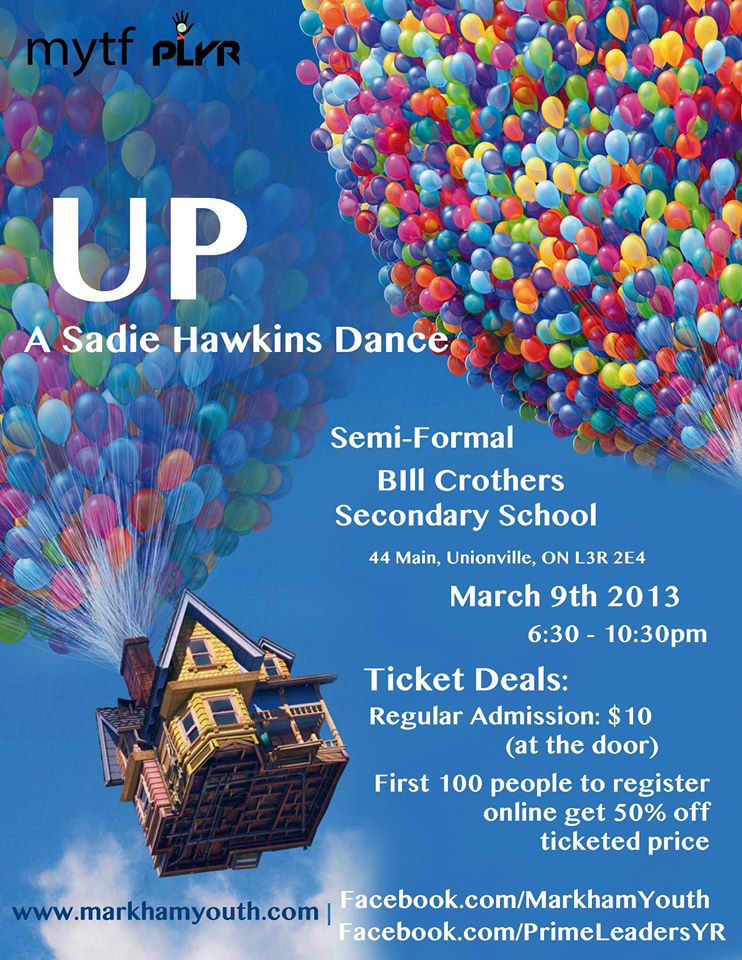 mytf PLYR
UP
A Sadie Hawkins Dance
Semi-Formal
BIll Crothers
Secondary School
44 Main, Unionville, ON L3R 2E4
March 9th 2013
6:30 - 10:30pm
Ticket Deals:
Regular Admission: $10
(at the door)
First 100 people to register
online get 50% off
ticketed price
www.markhamyouth.com |
Facebook.com/MarkhamYouth
Facebook.com/PrimeLeadersYR